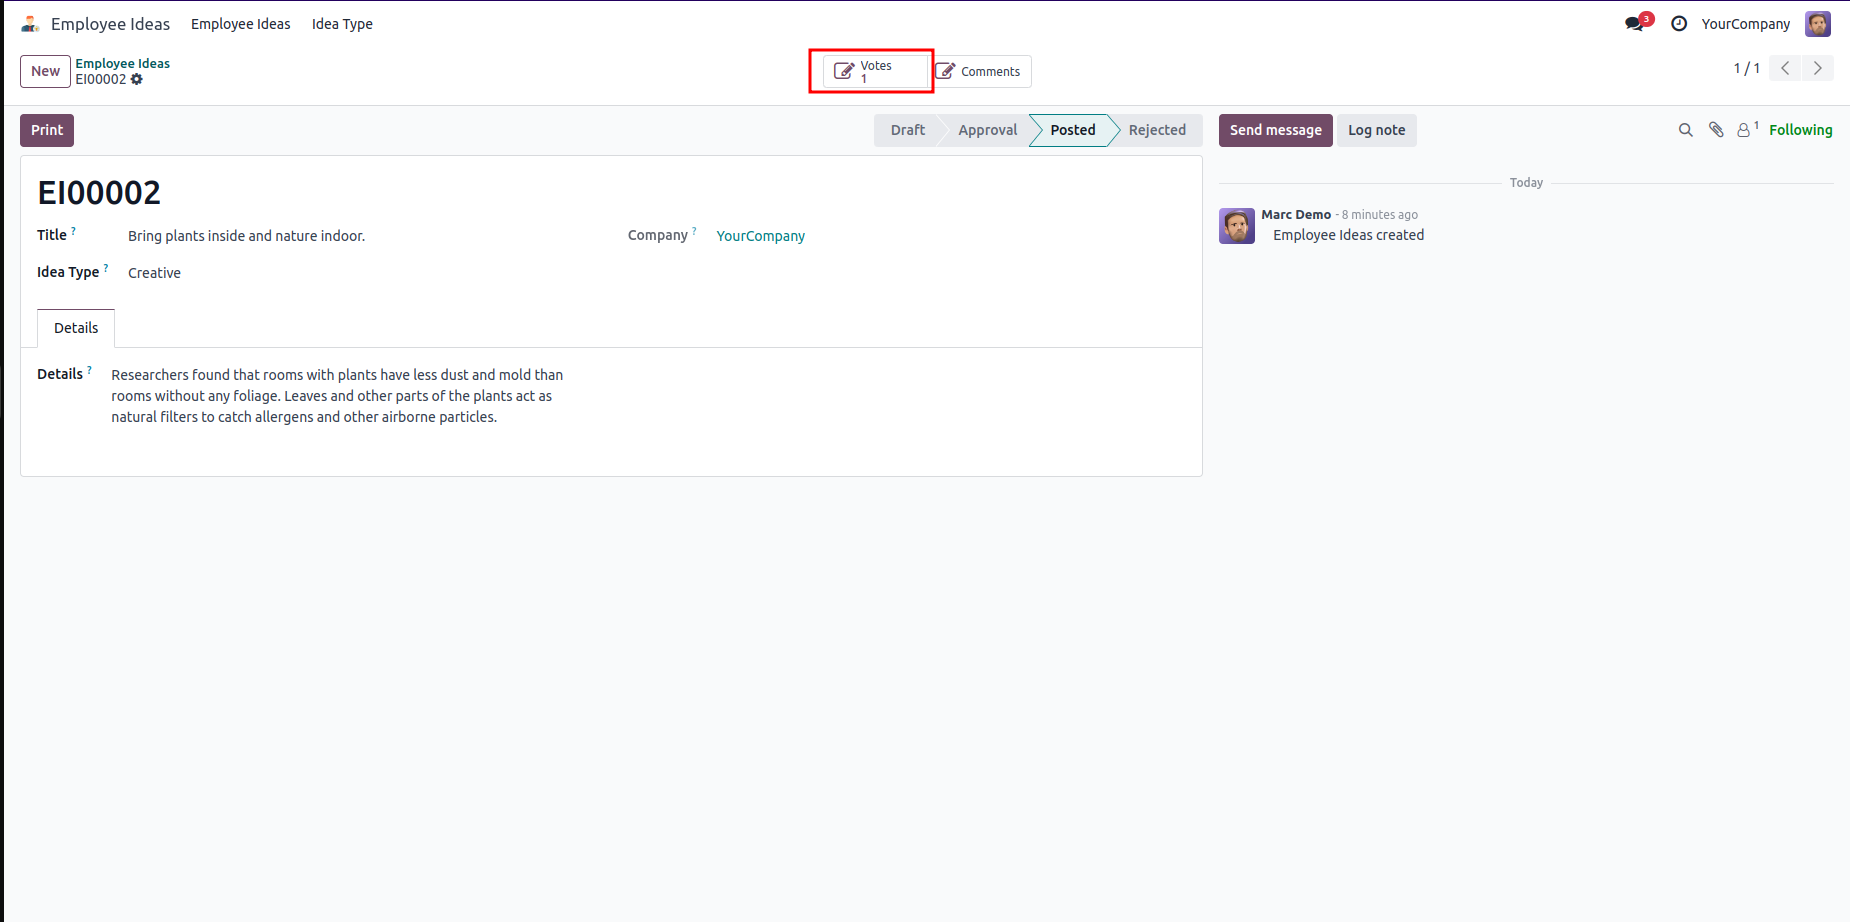 Employee Ideas Employee Ideas Idea Type 3 YourCompany
New Employee Ideas Votes Comments 1 / 1
EI00002 1
Print Draft Approval Posted Rejected Send message Log note 1 Following
EI00002
Today
Title ? Bring plants inside and nature indoor. Company ? YourCompany
Marc Demo - 8 minutes ago
Employee Ideas created
Idea Type ? Creative
Details
Details ? Researchers found that rooms with plants have less dust and mold than
rooms without any foliage. Leaves and other parts of the plants act as
natural filters to catch allergens and other airborne particles.